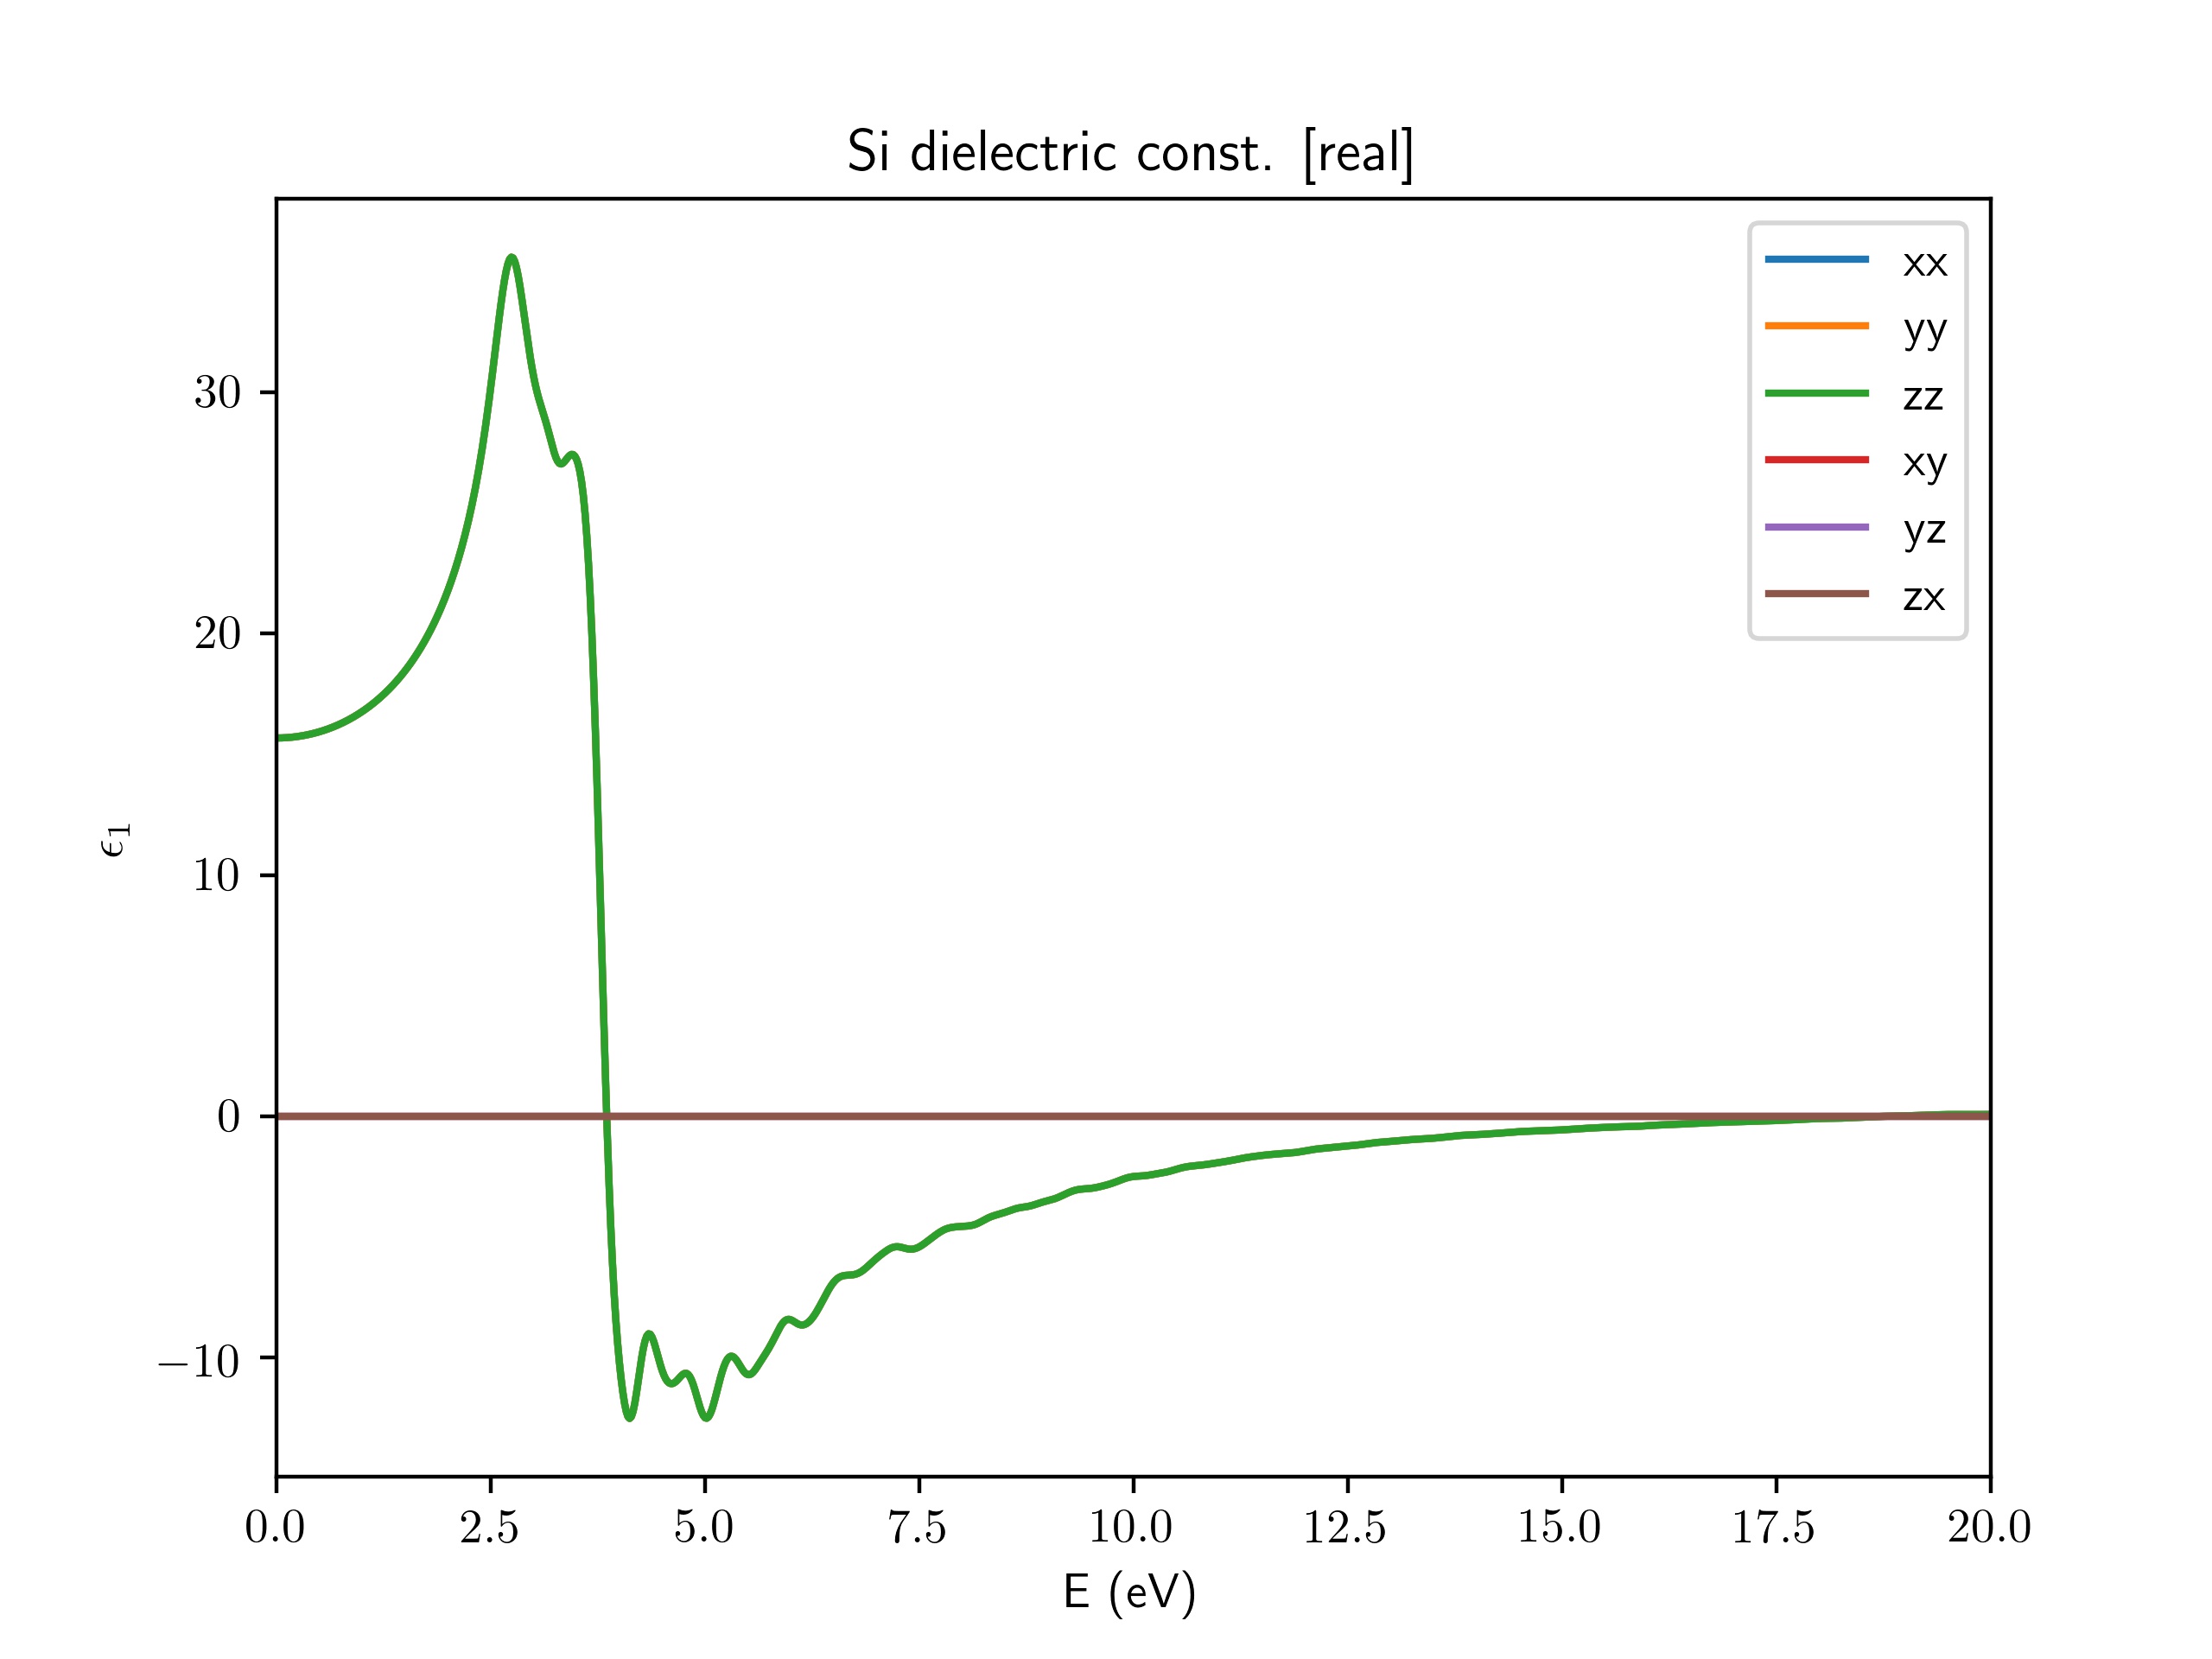 Si dielectric const. [real]
xx
yy
zz
xy
yz
zx
30
20
10
0
−10
ϵ1
0.0 2.5 5.0 7.5 10.0 12.5 15.0 17.5 20.0
E (eV)